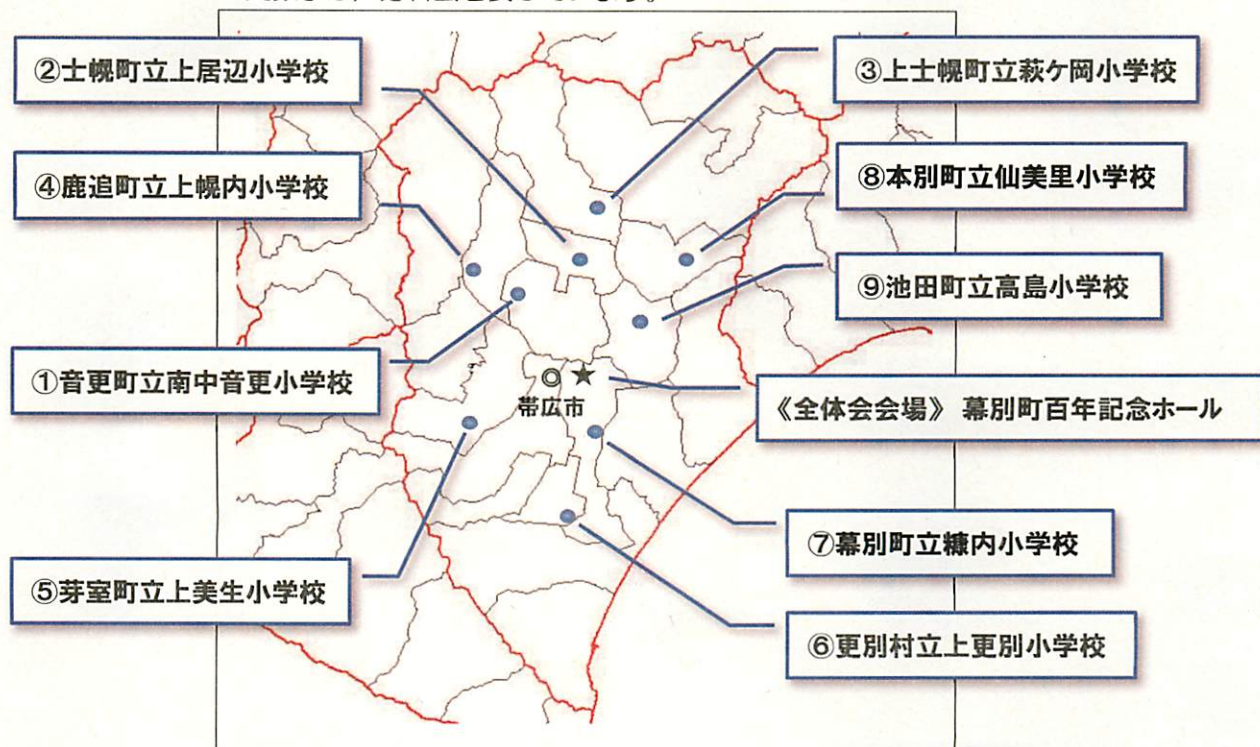 ②士幌町立上居辺小学校
③上士幌町立萩ケ岡小学校
④鹿追町立上幌内小学校
⑧本別町立仙美里小学校
⑨池田町立高島小学校
①音更町立南中音更小学校
◎ ★
帯広市
《全体会会場》 幕別町百年記念ホール
⑦幕別町立糠内小学校
⑤芽室町立上美生小学校
⑥更別村立上更別小学校